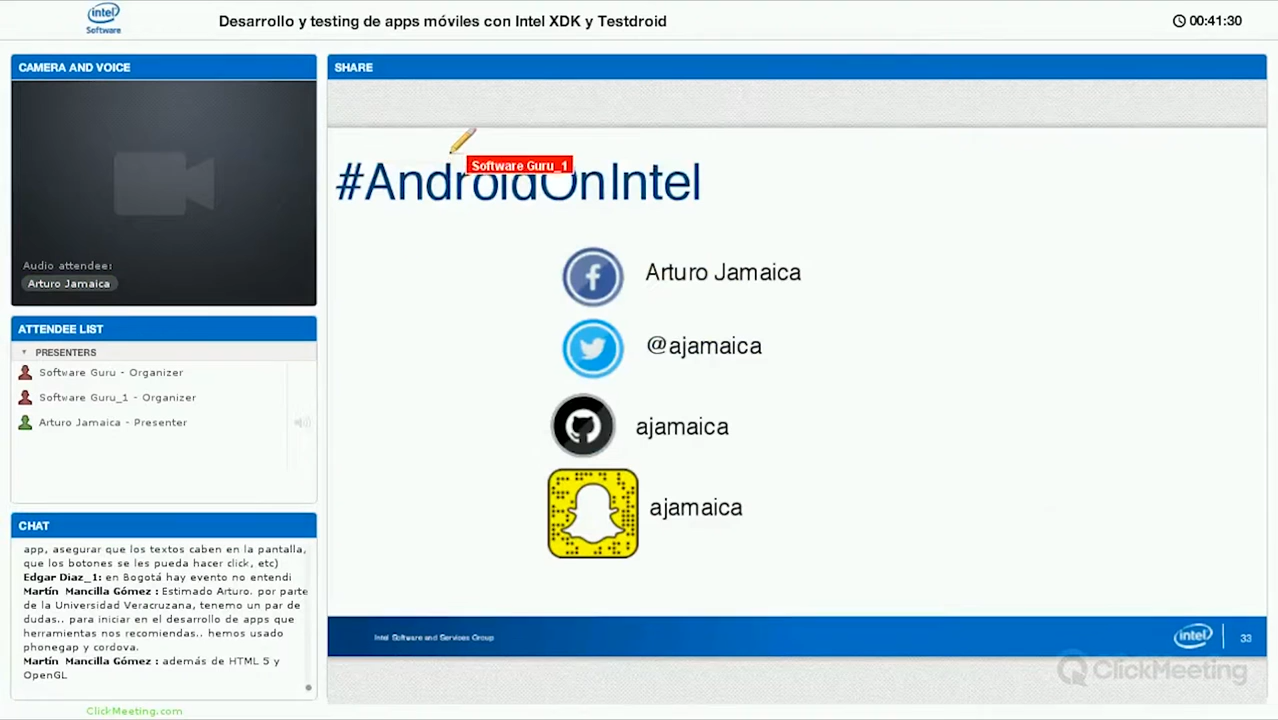 intel
Software
Desarrollo y testing de apps móviles con Intel XDK y Testdroid
00:41:30
CAMERA AND VOICE
Audio attendee:
Arturo Jamaica
ATTENDEE LIST
PRESENTERS
Software Guru - Organizer
Software Guru_1 - Organizer
Arturo Jamaica - Presenter
CHAT
app, asegurar que los textos caben en la pantalla,
que los botones se les pueda hacer click, etc)
Edgar Diaz_1: en Bogotá hay evento no entendi
Martín Mancilla Gómez : Estimado Arturo. por parte
de la Universidad Veracruzana, tenemo un par de
dudas.. para iniciar en el desarrollo de apps que
herramientas nos recomiendas.. hemos usado
phonegap y cordova.
Martín Mancilla Gómez : además de HTML 5 y
OpenGL
ClickMeeting.com
SHARE
Software Guru_1
#AndroidOnIntel
Arturo Jamaica
@ajamaica
ajamaica
ajamaica
Intel Software and Services Group
intel
33
ClickMeeting